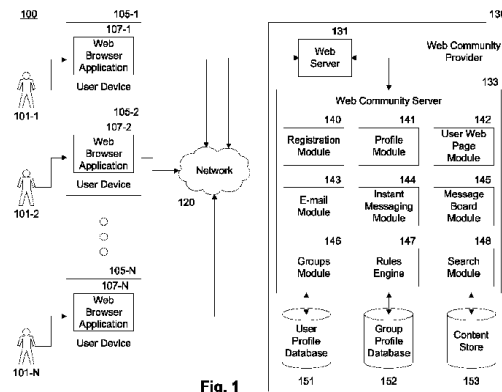 100
105-1
107-1
Web
Browser
Application
User Device
101-1
105-2
107-2
Web
Browser
Application
User Device
101-2
105-N
107-N
Web
Browser
Application
User Device
101-N
Network
120
Fig. 1
130
131
Web
Server
Web Community
Provider
133
Web Community Server
140
141
142
Registration
Module
Profile
Module
User Web
Page Module
143
144
145
E-mail
Module
Instant
Messaging
Module
Message
Board
Module
146
147
148
Groups
Module
Rules
Engine
Search
Module
User
Profile
Database
Group
Profile
Database
Content
Store
151
152
153